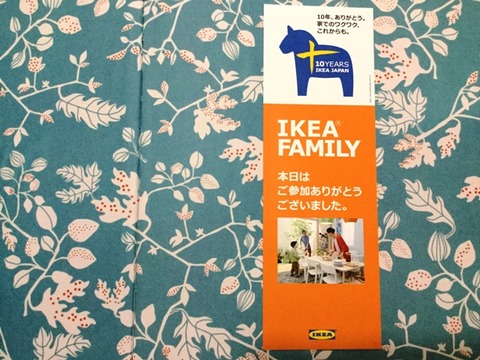 10年、ありがとう。
家でのワクワク、
これからも。
10YEARS
IKEA JAPAN
IKEA®
FAMILY
本日は
ご参加ありがとう
ございました。
IKEA